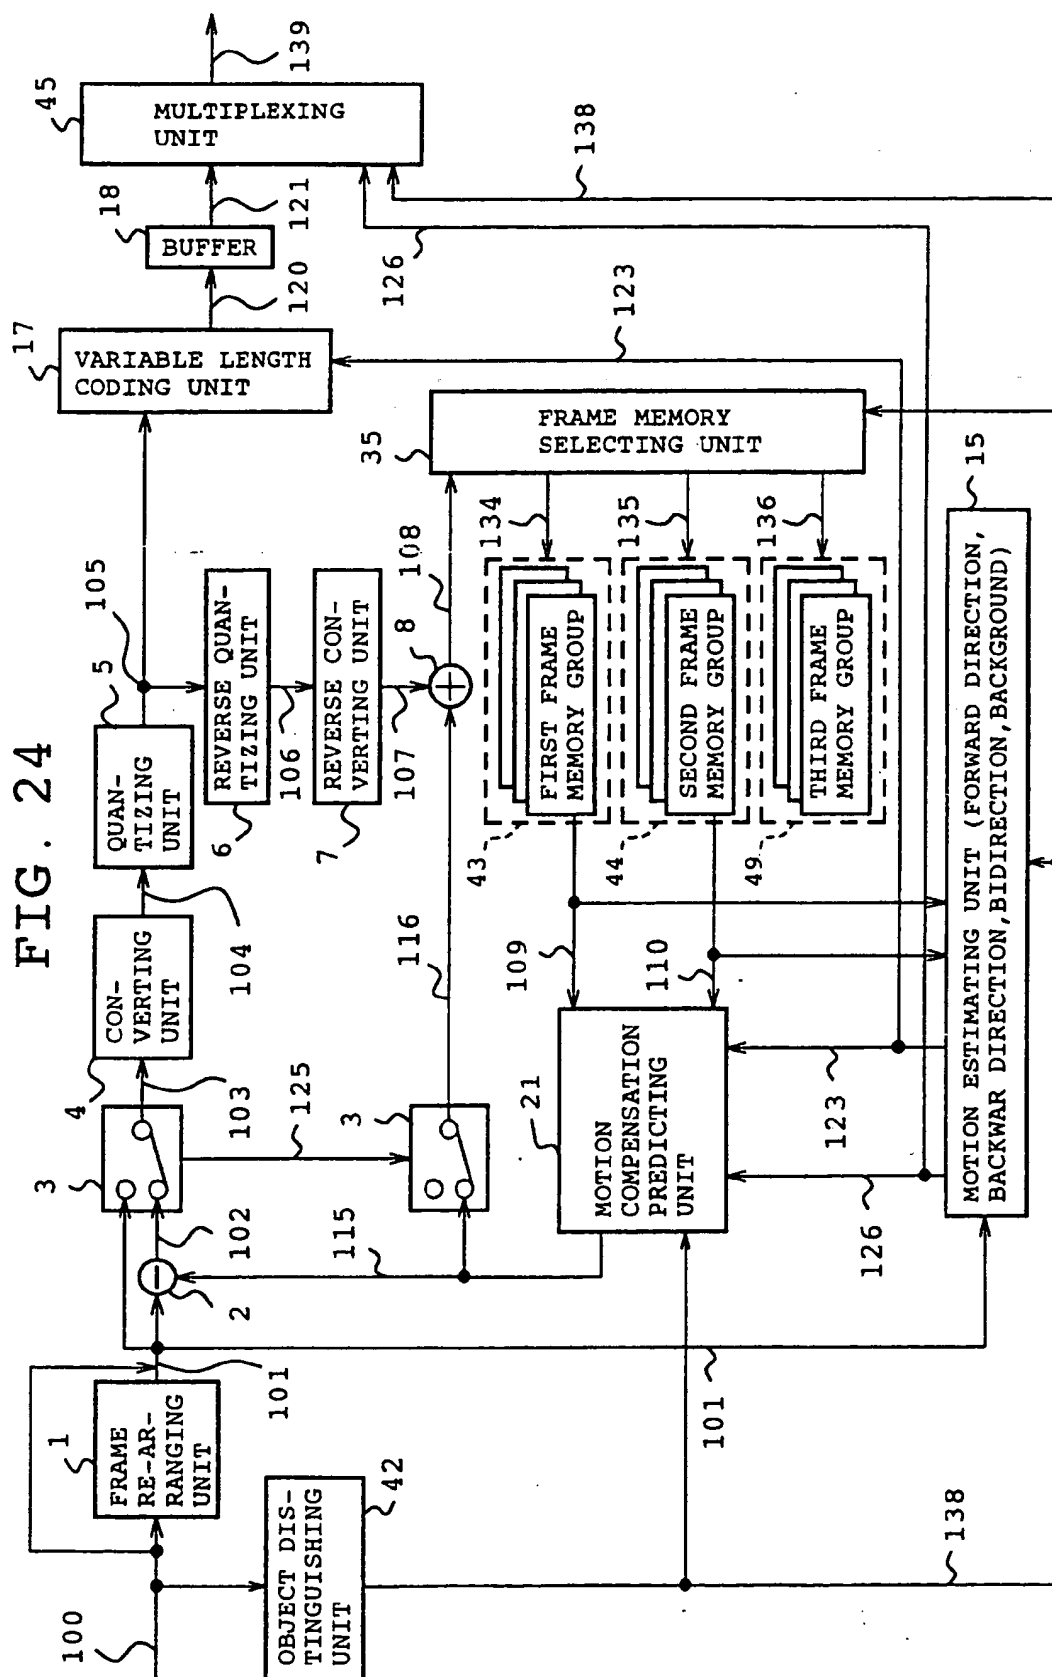 FIG. 24
100
1
FRAME
RE-AR-
RANGING
UNIT
101
2
102
3
103
4
CON-
VERTING
UNIT
104
5
QUAN-
TIZING
UNIT
105
17
VARIABLE LENGTH
CODING UNIT
120
18
BUFFER
121
45
MULTIPLEXING
UNIT
139
OBJECT DIS-
TINGUISHING
UNIT
42
125
115
3
116
6
REVERSE QUAN-
TIZING UNIT
106
7
REVERSE CON-
VERTING UNIT
107
8
108
35
FRAME MEMORY
SELECTING UNIT
123
126
138
21
MOTION
COMPENSATION
PREDICTING
UNIT
109
110
43
FIRST FRAME
MEMORY GROUP
134
44
SECOND FRAME
MEMORY GROUP
135
49
THIRD FRAME
MEMORY GROUP
136
101
126
123
15
MOTION ESTIMATING UNIT (FORWARD DIRECTION,
BACKWAR DIRECTION, BIDIRECTION, BACKGROUND)
138